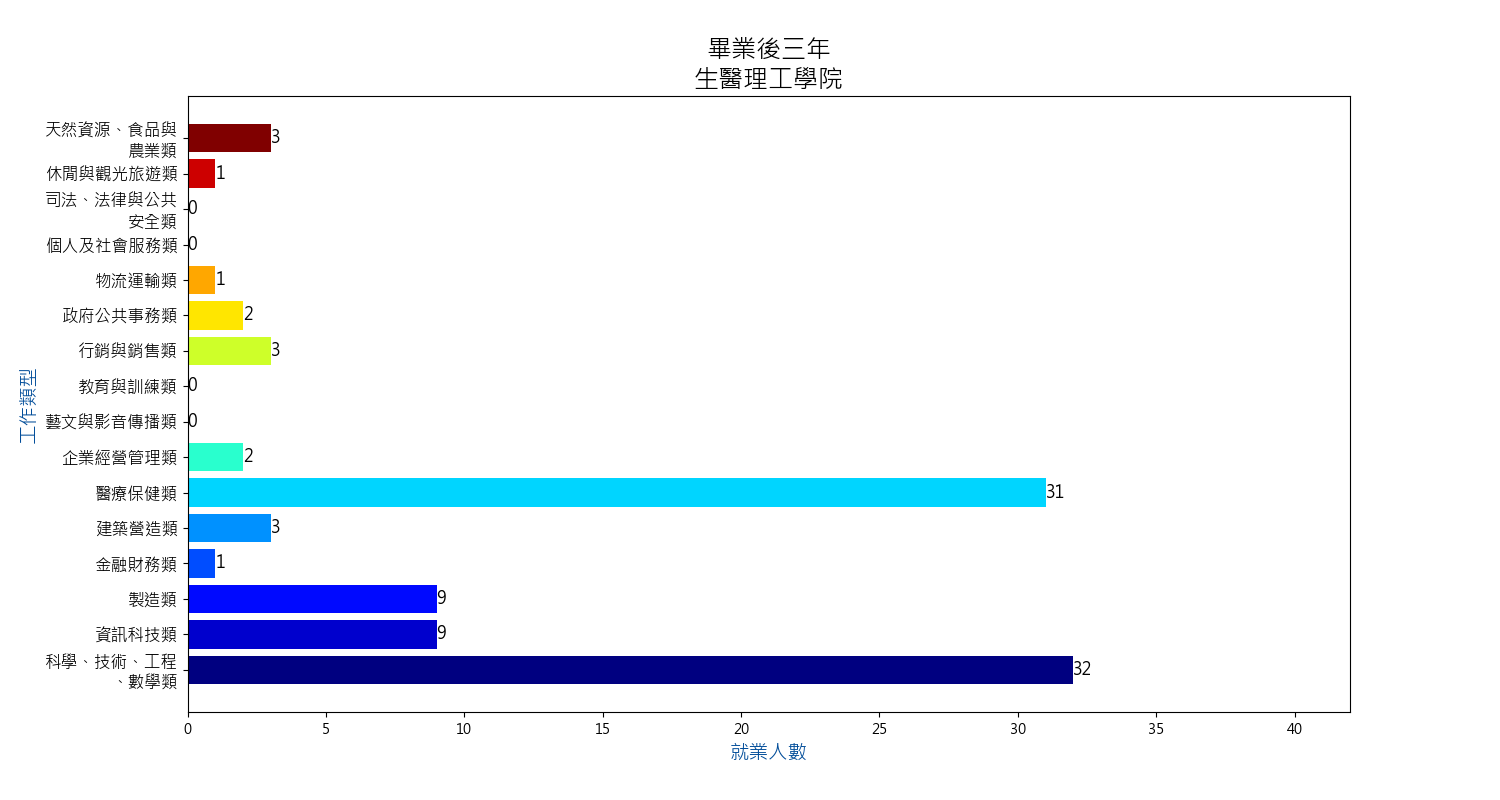 畢業後三年
生醫理工學院
天然資源、食品與
農業類
3
休閒與觀光旅遊類
1
司法、法律與公共
安全類
0
個人及社會服務類
0
物流運輸類
1
政府公共事務類
2
行銷與銷售類
3
教育與訓練類
0
藝文與影音傳播類
0
企業經營管理類
2
醫療保健類
31
建築營造類
3
金融財務類
1
製造類
9
資訊科技類
9
科學、技術、工程
、數學類
32
工作類型
0 5 10 15 20 25 30 35 40
就業人數